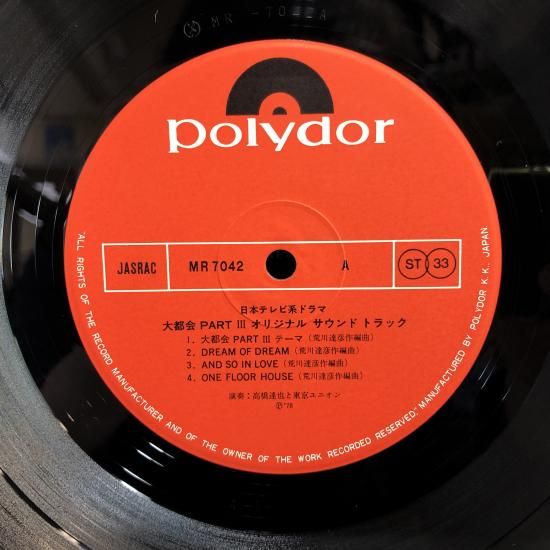 MR 7042 A
polydor
JASRAC
MR 7042
A
ST 33
日本テレビ系ドラマ
大都会 PART III オリジナル サウンド トラック
1. 大都会 PART III テーマ (荒川達彦作編曲)
2. DREAM OF DREAM (荒川達彦作編曲)
3. AND SO IN LOVE (荒川達彦作編曲)
4. ONE FLOOR HOUSE (荒川達彦作編曲)
演奏:高橋達也と東京ユニオン
Ⓟ'78
"ALL RIGHTS OF THE RECORD MANUFACTURER AND OF THE OWNER OF THE WORK RECORDED RESERVED." MANUFACTURED BY POLYDOR K.K., JAPAN.